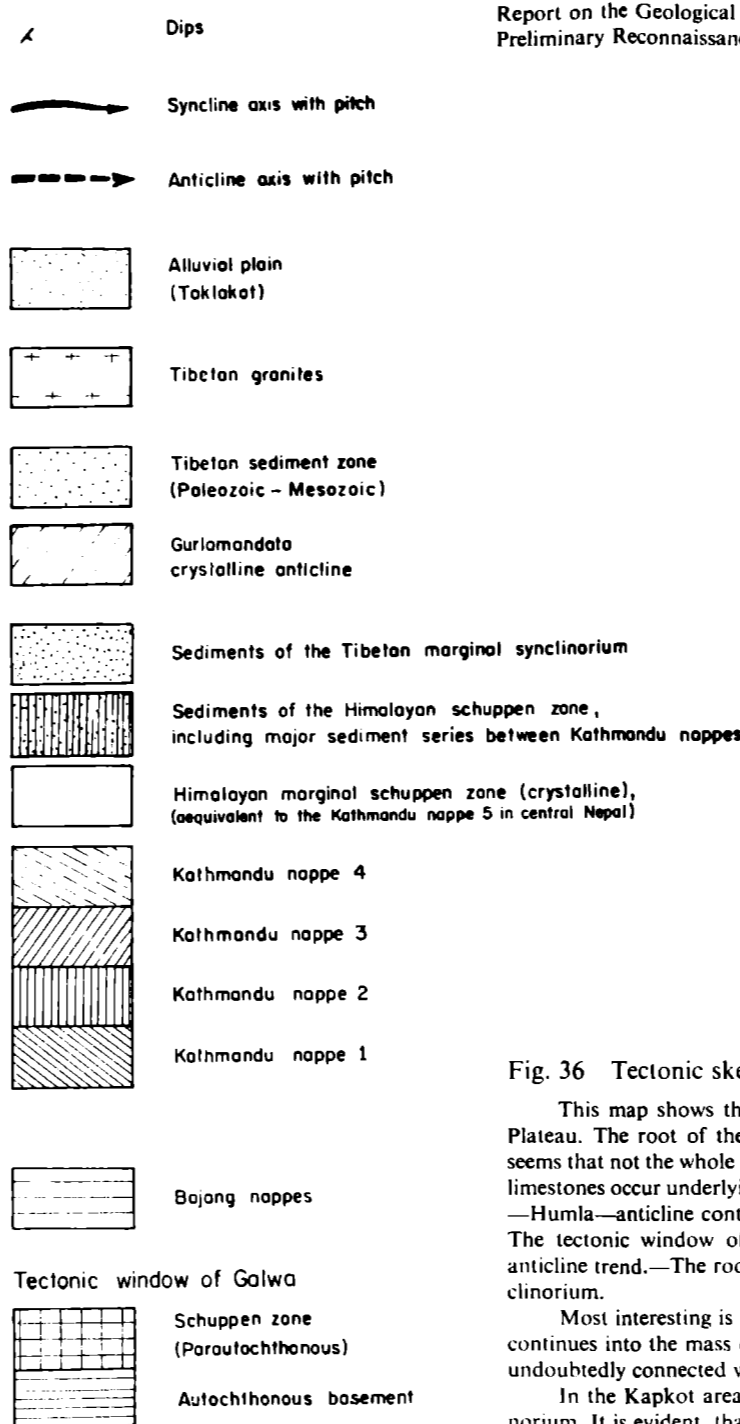 Report on the Geological
Preliminary Reconnaissan
Dips
Syncline axis with pitch
Anticline axis with pitch
Alluvial plain
(Taklakot)
Tibetan granites
Tibetan sediment zone
(Paleozoic – Mesozoic)
Gurlamandata
crystalline anticline
Sediments of the Tibetan marginal synclinorium
Sediments of the Himalayan schuppen zone,
including major sediment series between Kathmandu nappes
Himalayan marginal schuppen zone (crystalline),
(aequivalent to the Kathmandu nappe 5 in central Nepal)
Kathmandu nappe 4
Kathmandu nappe 3
Kathmandu nappe 2
Kathmandu nappe 1
Bajang nappes
Tectonic window of Galwa
Schuppen zone
(Parautochthonous)
Autochthonous basement
Fig. 36 Tectonic ske
This map shows th
Plateau. The root of the
seems that not the whole
limestones occur underlyi
—Humla—anticline cont
The tectonic window of
anticline trend.—The roo
clinorium.
Most interesting is
continues into the mass
undoubtedly connected
In the Kapkot area
norium. It is evident, tha